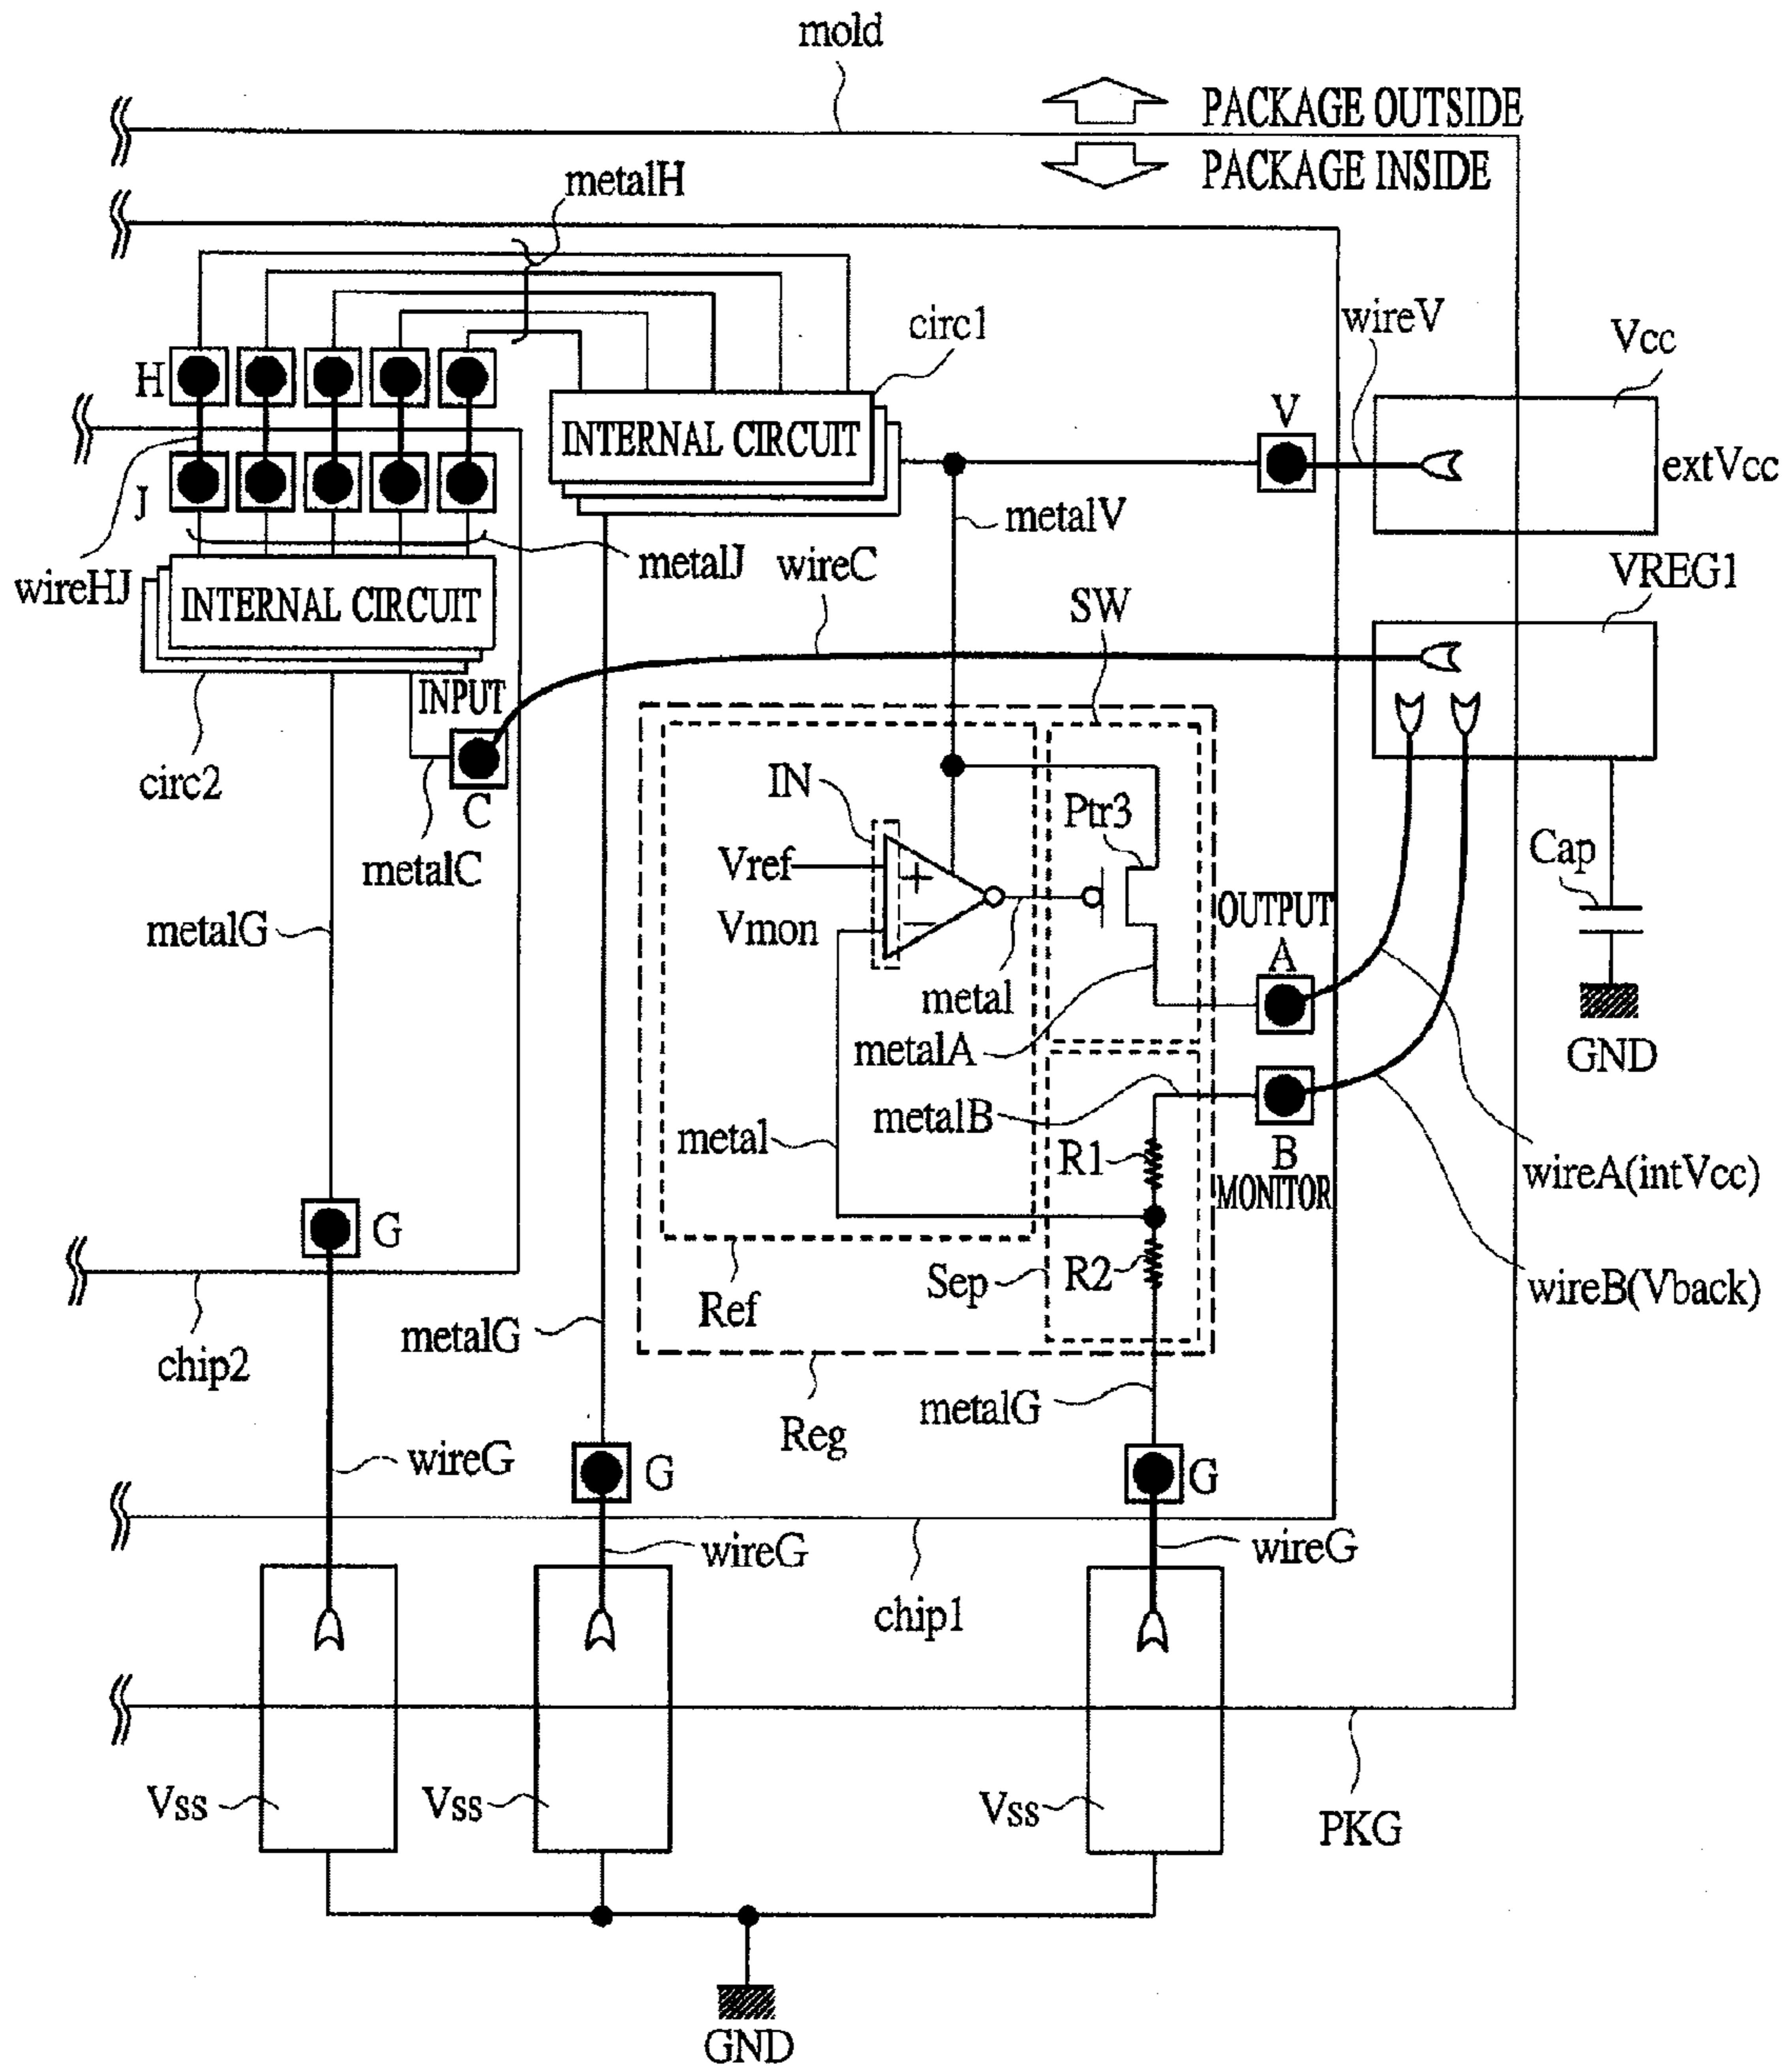 mold
PACKAGE OUTSIDE
PACKAGE INSIDE
metalH
circ1
wireV
Vcc
H
V
INTERNAL CIRCUIT
extVcc
J
metalV
metalJ
wireC
VREG1
wireHJ
INTERNAL CIRCUIT
SW
INPUT
circ2
C
IN
Ptr3
metalC
Vref
+
Cap
Vmon
−
OUTPUT
metalG
A
metal
metalA
GND
metalB
metal
R1
B
MONITOR
wireA(intVcc)
G
Sep
R2
Ref
wireB(Vback)
metalG
chip2
metalG
Reg
wireG
G
G
wireG
wireG
chip1
Vss
Vss
Vss
PKG
GND